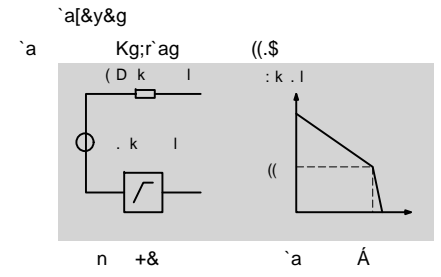 `a[&y&g
`a Kg;r`ag ((.$
( D k l : k . l
. k l
((
n +& `a Á